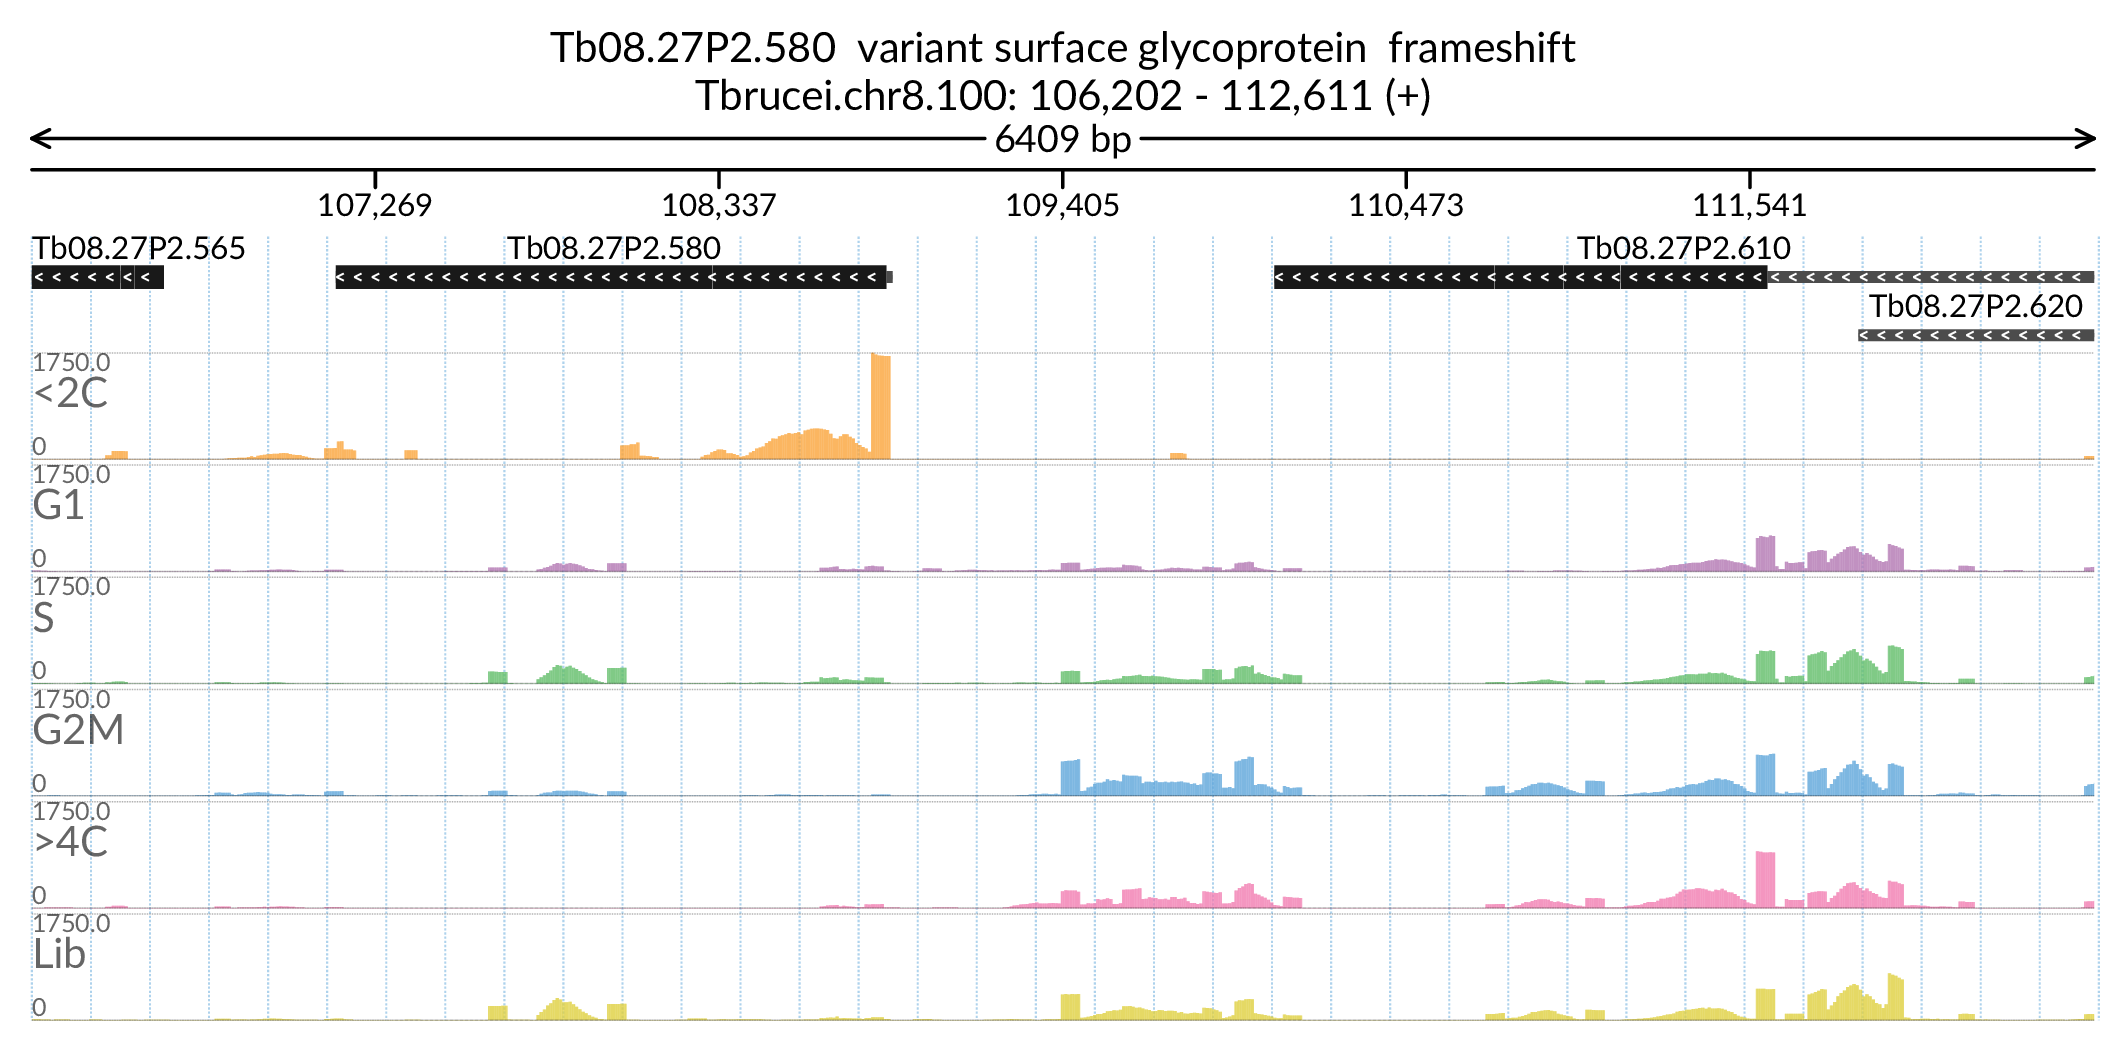 Tb08.27P2.580 variant surface glycoprotein frameshift
Tbrucei.chr8.100: 106,202 - 112,611 (+)
6409 bp
107,269 108,337 109,405 110,473 111,541
Tb08.27P2.565 Tb08.27P2.580 Tb08.27P2.610
Tb08.27P2.620
1750.0
<2C
0
1750.0
G1
0
1750.0
S
0
1750.0
G2M
0
1750.0
>4C
0
1750.0
Lib
0